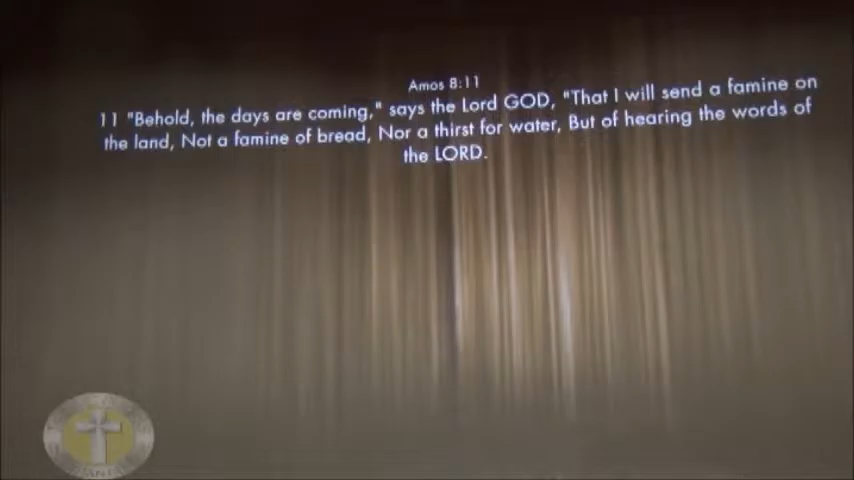 Amos 8:11
11 "Behold, the days are coming," says the Lord GOD, "That I will send a famine on
the land, Not a famine of bread, Nor a thirst for water, But of hearing the words of
the LORD.